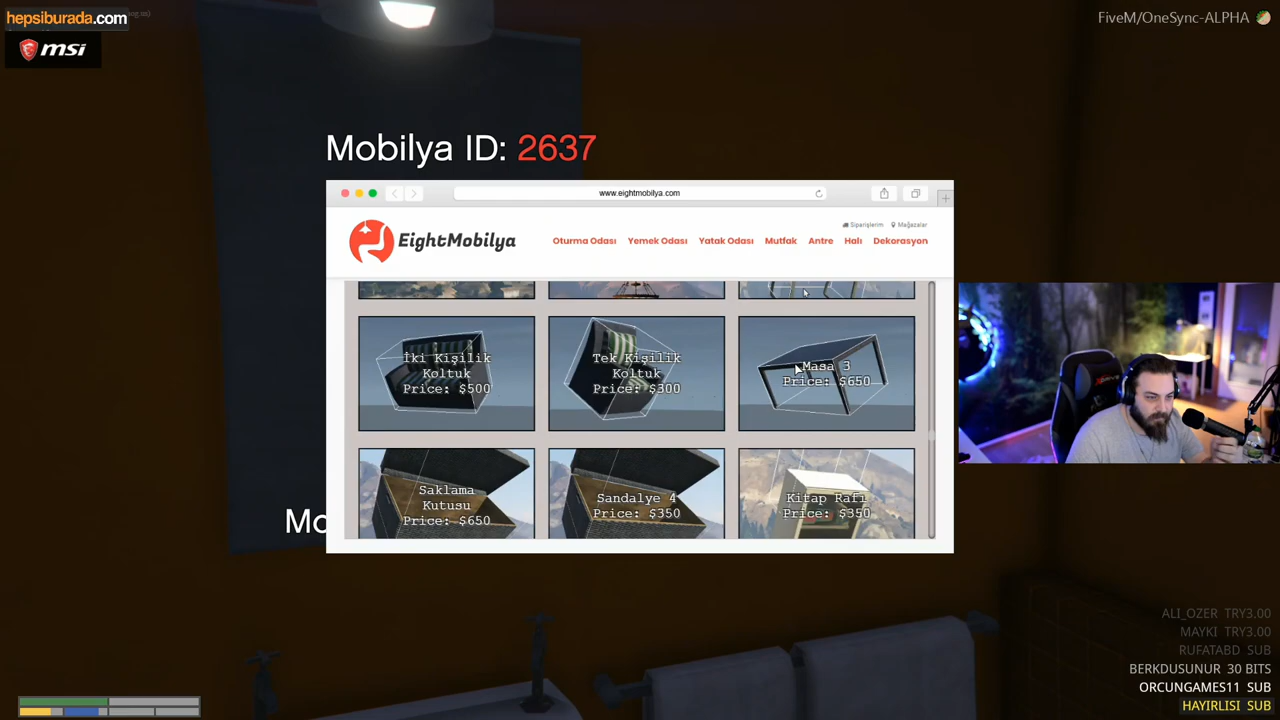 hepsiburada.com
msi
FiveM/OneSync-ALPHA
Mobilya ID: 2637
www.eightmobilya.com
Siparişlerim
Mağazalar
EightMobilya
Oturma Odası
Yemek Odası
Yatak Odası
Mutfak
Antre
Halı
Dekorasyon
İki Kişilik
Koltuk
Price: $500
Tek Kişilik
Koltuk
Price: $300
Masa 3
Price: $650
Saklama
Kutusu
Price: $650
Sandalye 4
Price: $350
Kitap Rafı
Price: $350
Mo
ALI_OZER TRY3.00
MAYKI TRY3.00
RUFATABD SUB
BERKDUSUNUR 30 BITS
ORCUNGAMES11 SUB
HAYIRLISI SUB